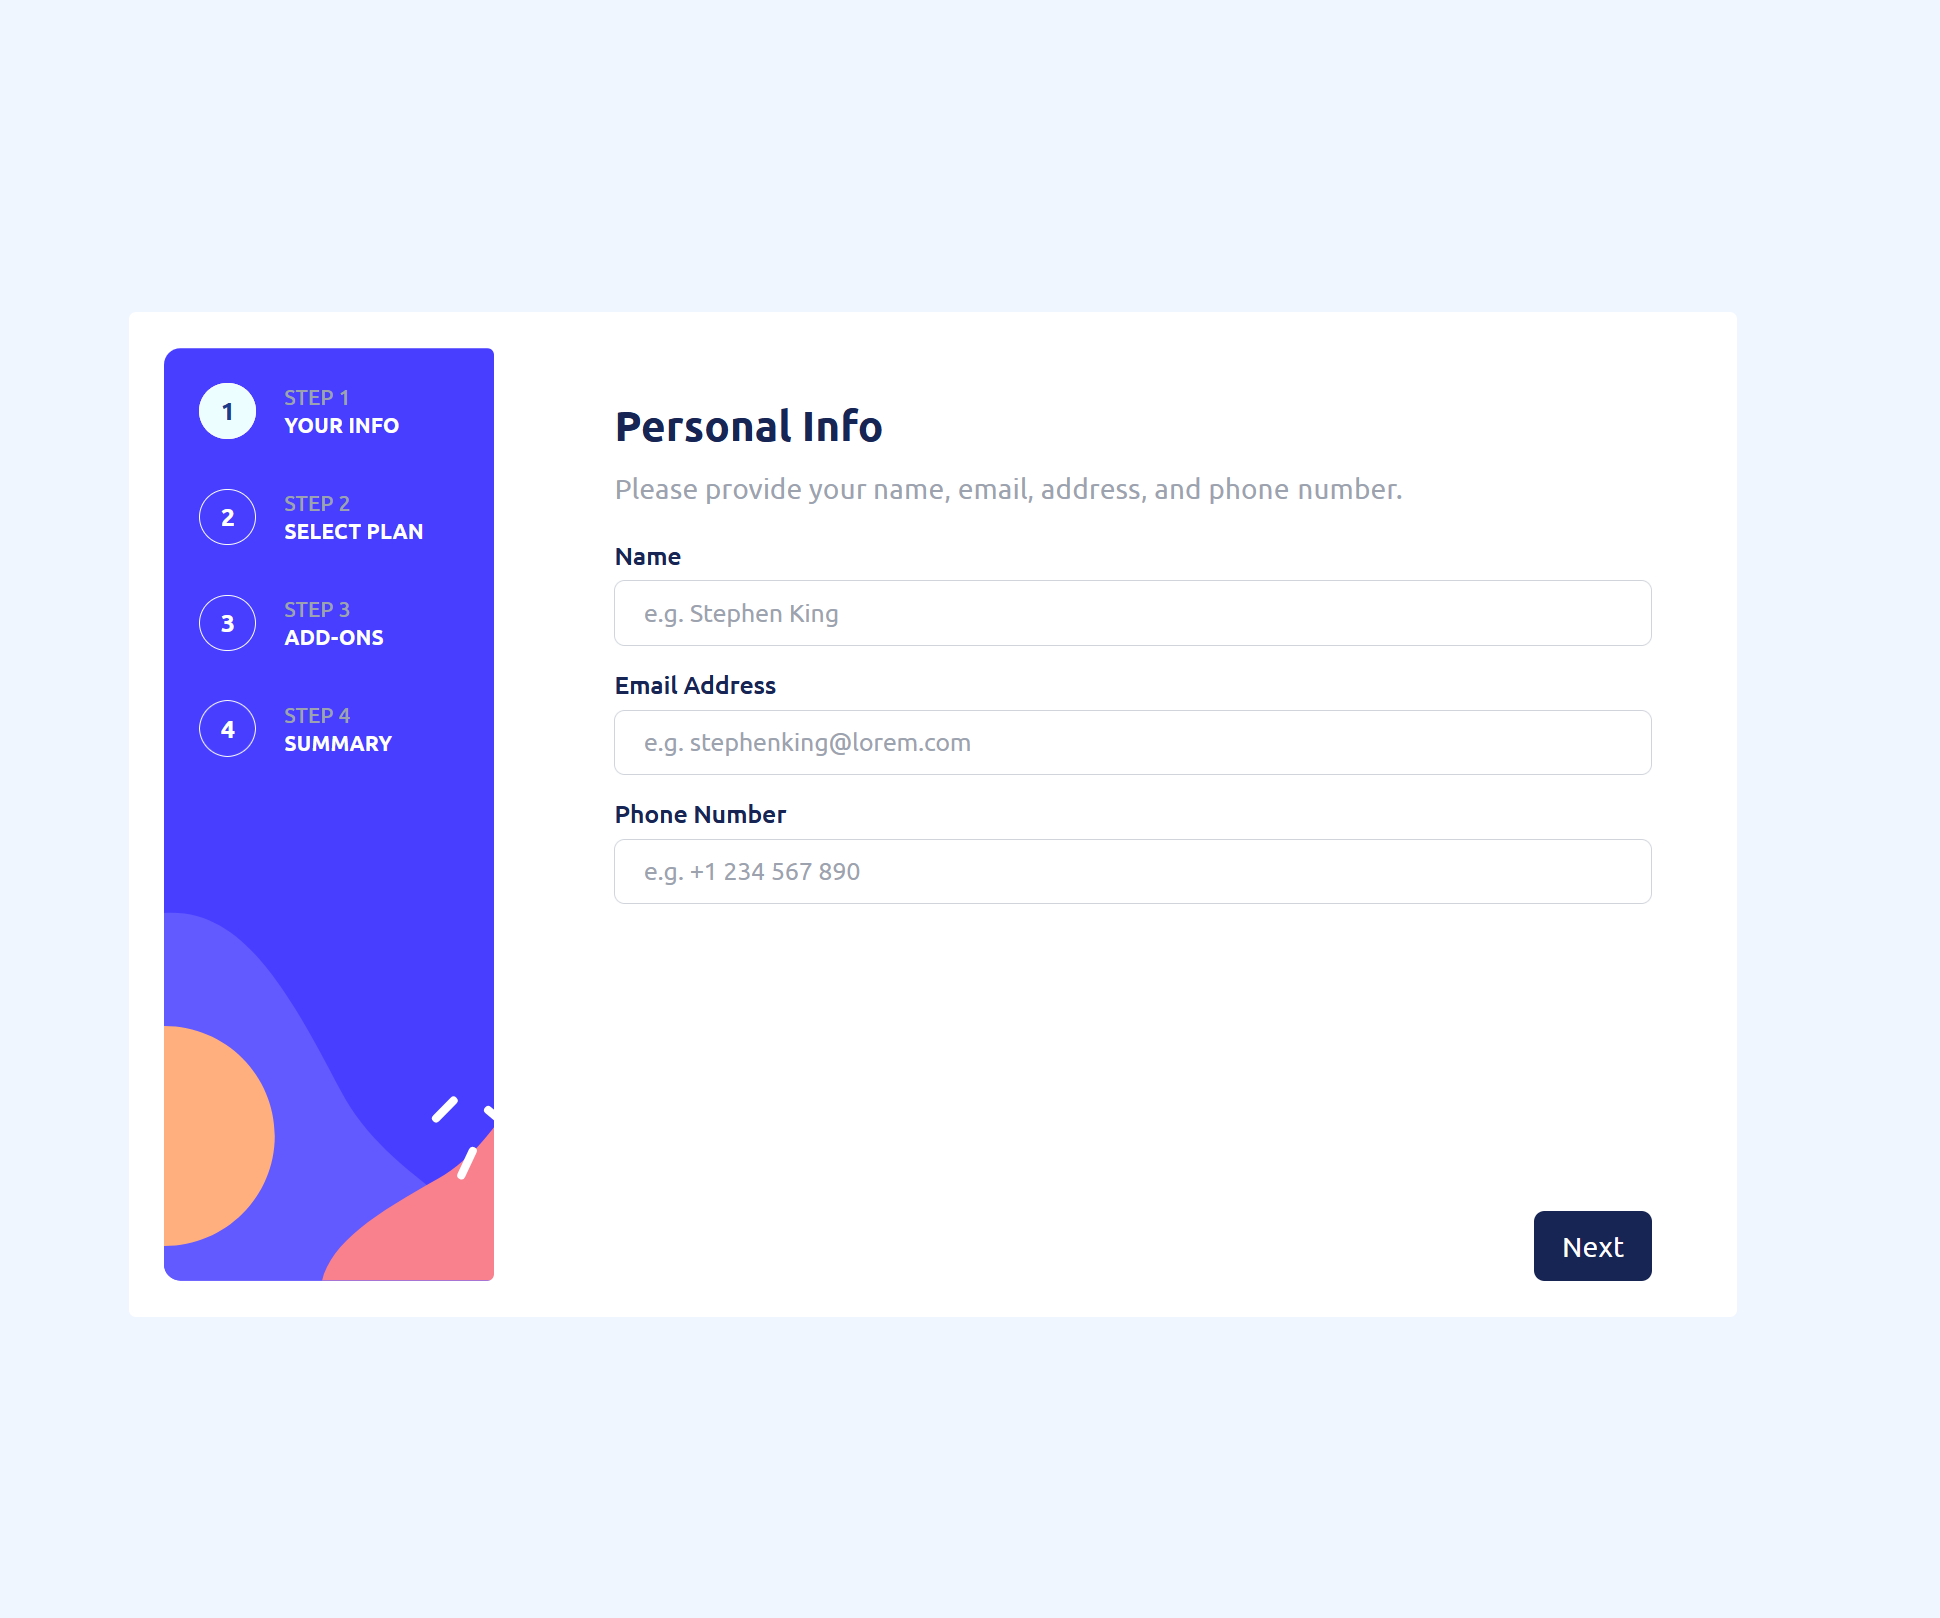 1
STEP 1
YOUR INFO
2
STEP 2
SELECT PLAN
3
STEP 3
ADD-ONS
4
STEP 4
SUMMARY
Personal Info
Please provide your name, email, address, and phone number.
Name
e.g. Stephen King
Email Address
e.g. stephenking@lorem.com
Phone Number
e.g. +1 234 567 890
Next